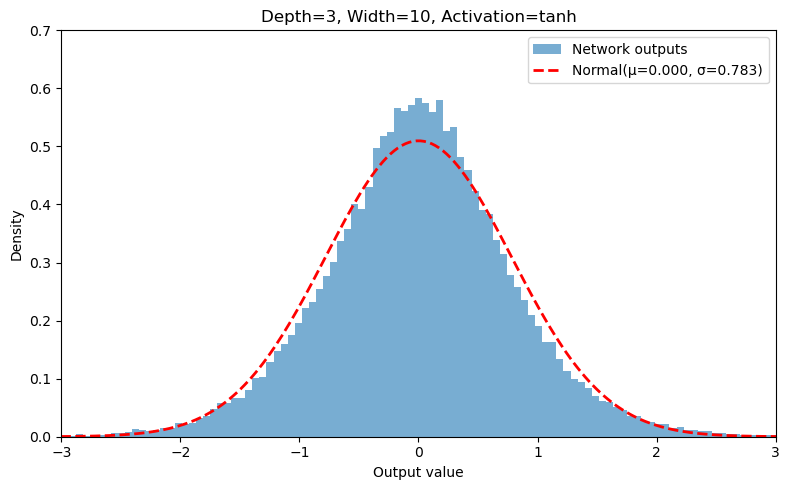 Depth=3, Width=10, Activation=tanh
Network outputs
Normal(μ=0.000, σ=0.783)
Density
0.7
0.6
0.5
0.4
0.3
0.2
0.1
0.0
−3 −2 −1 0 1 2 3
Output value